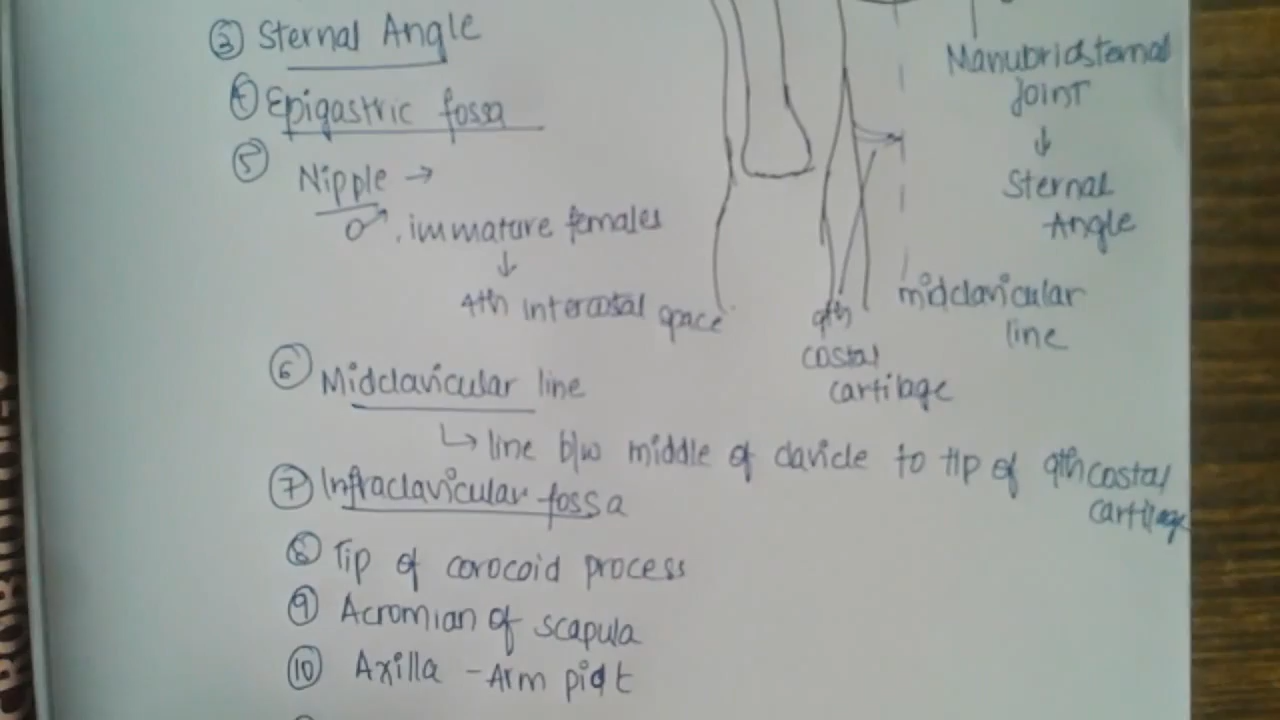 ③ Sternal Angle
④ Epigastric fossa
⑤ Nipple →
♂, immature females
↓
4th intercostal space
Manubriosternal
Joint
↓
Sternal
Angle
midclavicular
line
9th
costal
cartilage
⑥ Midclavicular line
↳ line b/w middle of clavicle to tip of 9th costal
cartilage
⑦ Infraclavicular fossa
⑧ Tip of corocoid process
⑨ Acromian of scapula
⑩ Axilla - Arm